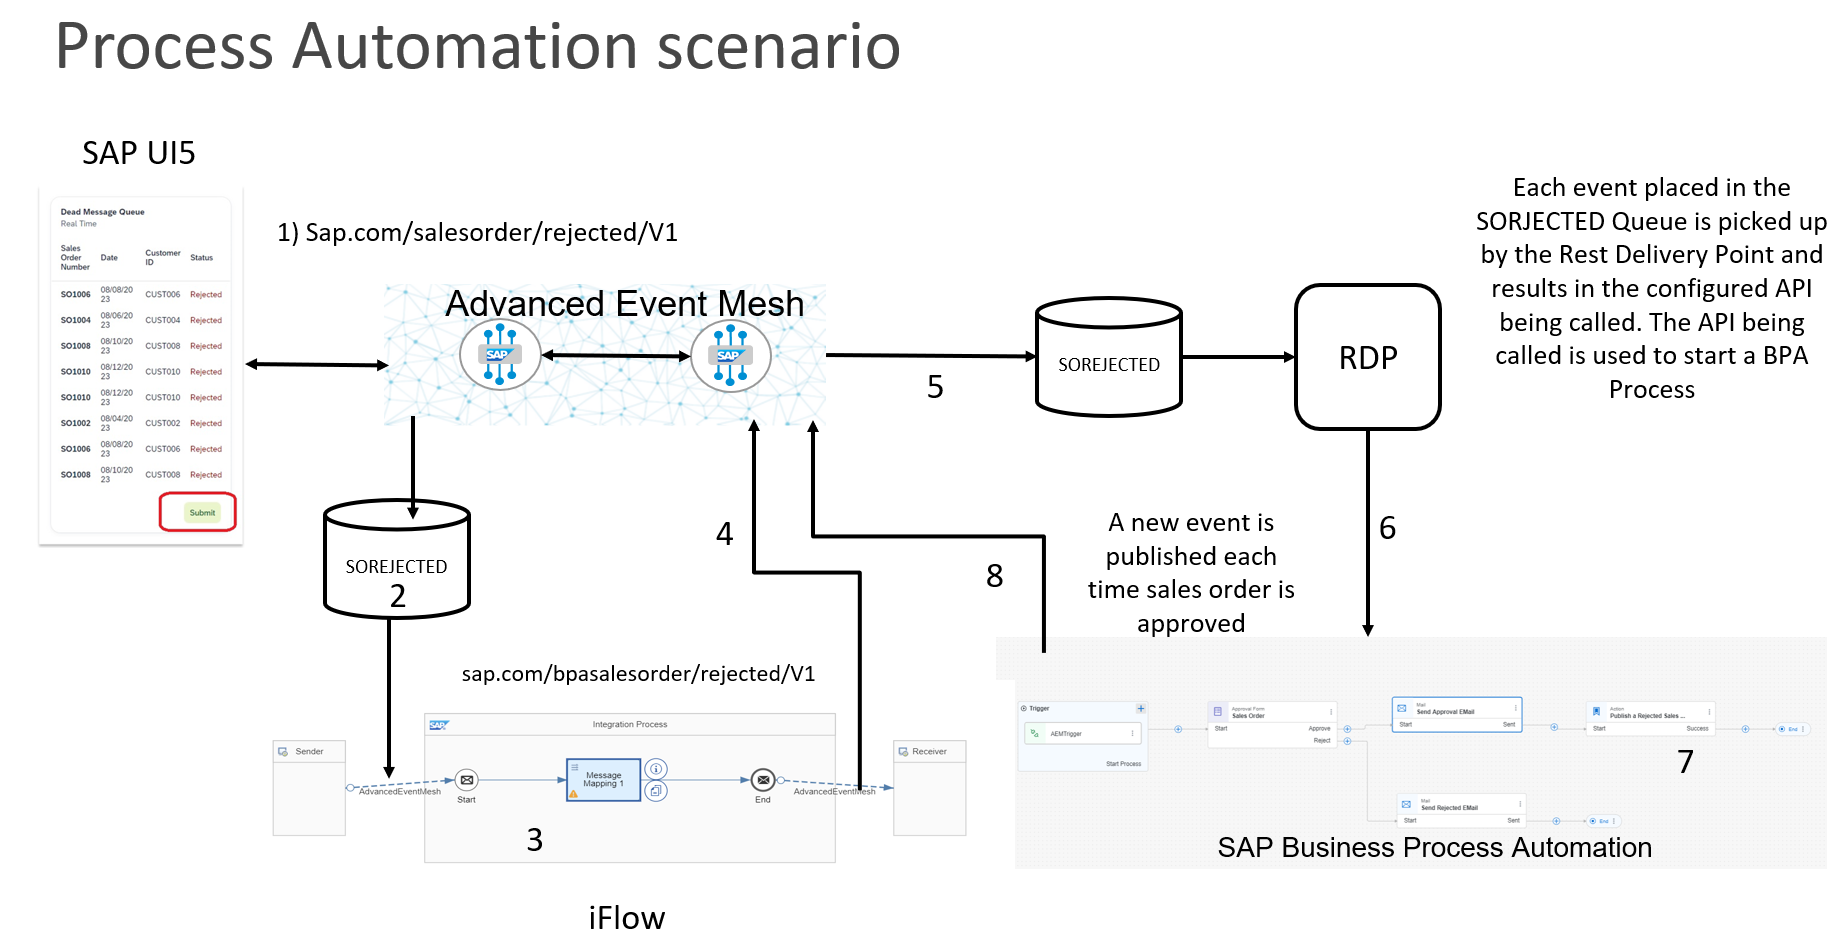 Process Automation scenario
SAP UI5
Dead Message Queue
Real Time
Sales Order Number Date Customer ID Status
SO1006 08/08/2023 CUST006 Rejected
SO1004 08/06/2023 CUST004 Rejected
SO1008 08/10/2023 CUST008 Rejected
SO1010 08/12/2023 CUST010 Rejected
SO1010 08/12/2023 CUST010 Rejected
SO1002 08/04/2023 CUST002 Rejected
SO1006 08/08/2023 CUST006 Rejected
SO1008 08/10/2023 CUST008 Rejected
Submit
1) Sap.com/salesorder/rejected/V1
Advanced Event Mesh
SAP
SAP
5
SOREJECTED
RDP
Each event placed in the
SORJECTED Queue is picked up
by the Rest Delivery Point and
results in the configured API
being called. The API being
called is used to start a BPA
Process
SOREJECTED
2
4
8
A new event is
published each
time sales order is
approved
6
sap.com/bpasalesorder/rejected/V1
SAP
Integration Process
Sender
AdvancedEventMesh
Start
Message
Mapping 1
End
AdvancedEventMesh
Receiver
3
iFlow
Trigger
AEMTrigger
Start Process
Approval Form
Sales Order
Start
Approve
Reject
Mail
Send Approval EMail
Start
Sent
Action
Publish a Rejected Sales ...
Start
Success
End
7
Mail
Send Rejected EMail
Start
Sent
End
SAP Business Process Automation